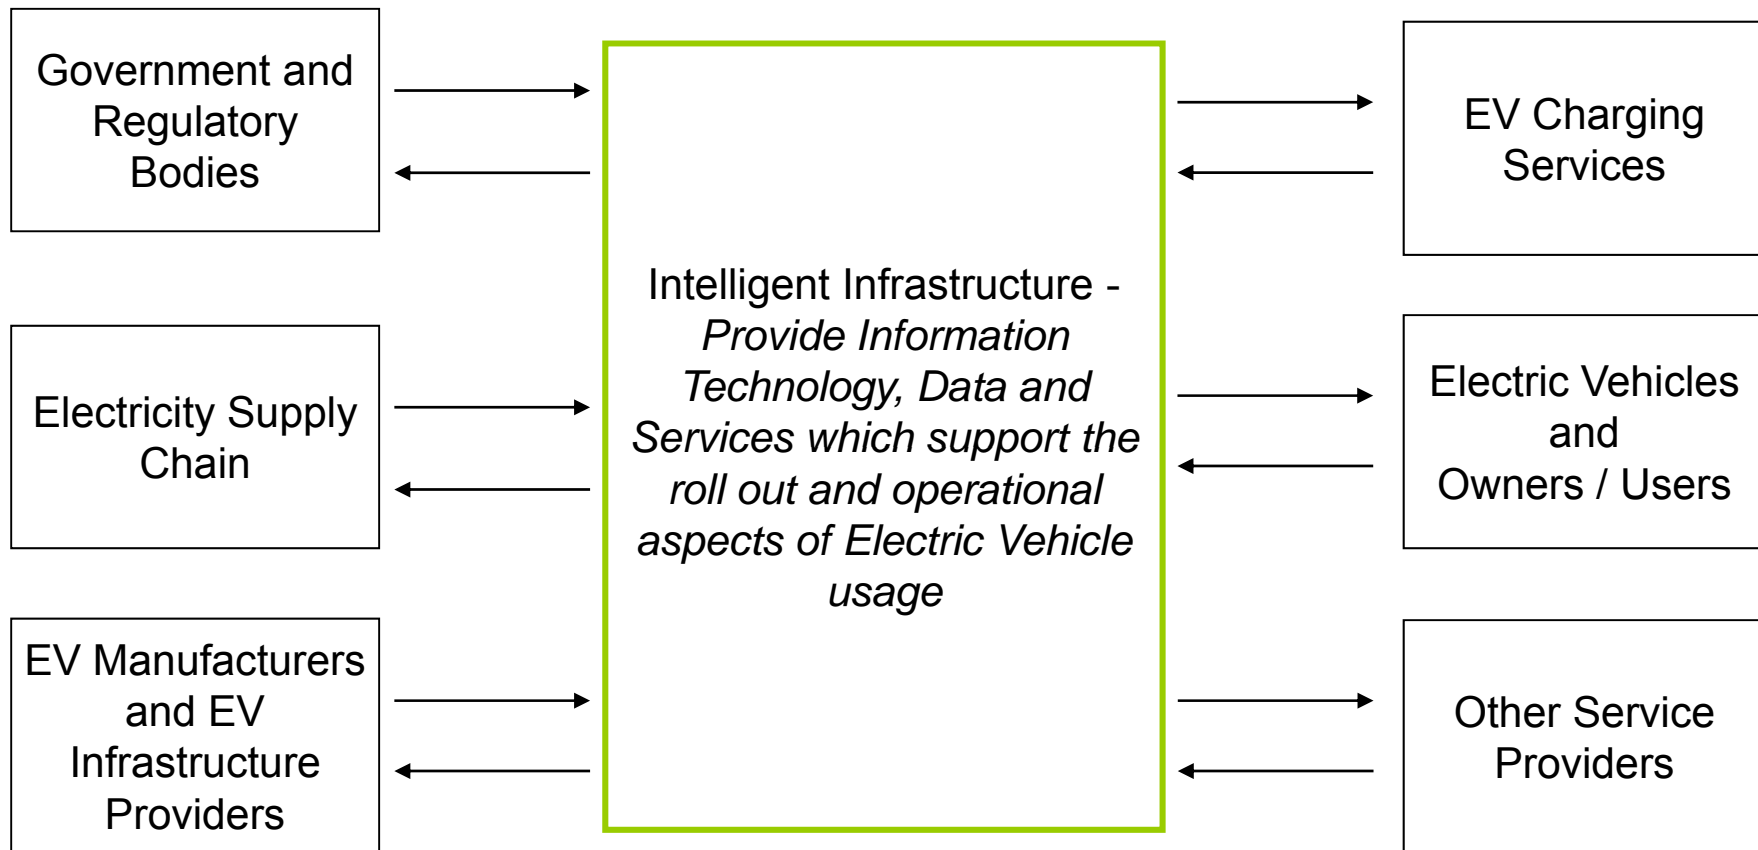 Government and
Regulatory
Bodies
Electricity Supply
Chain
EV Manufacturers
and EV
Infrastructure
Providers
Intelligent Infrastructure -
Provide Information
Technology, Data and
Services which support the
roll out and operational
aspects of Electric Vehicle
usage
EV Charging
Services
Electric Vehicles
and
Owners / Users
Other Service
Providers